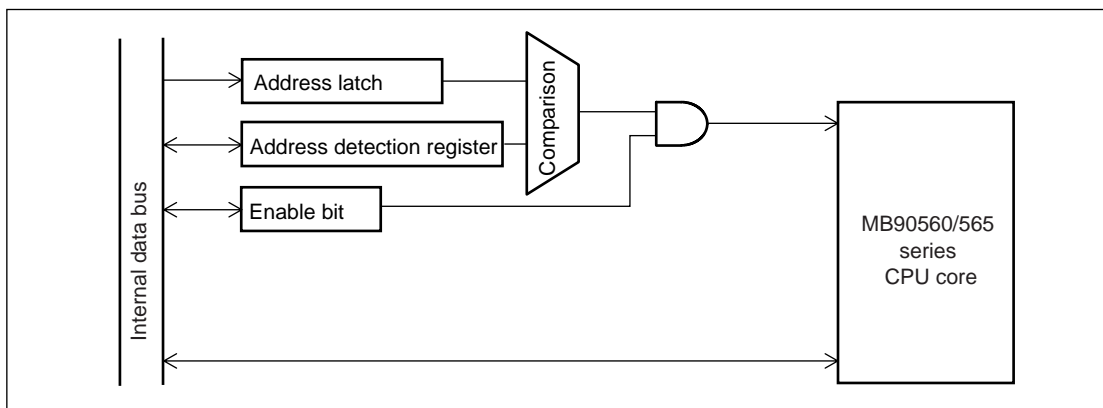 Address latch
Address detection register
Enable bit
Comparison
Internal data bus
MB90560/565
series
CPU core